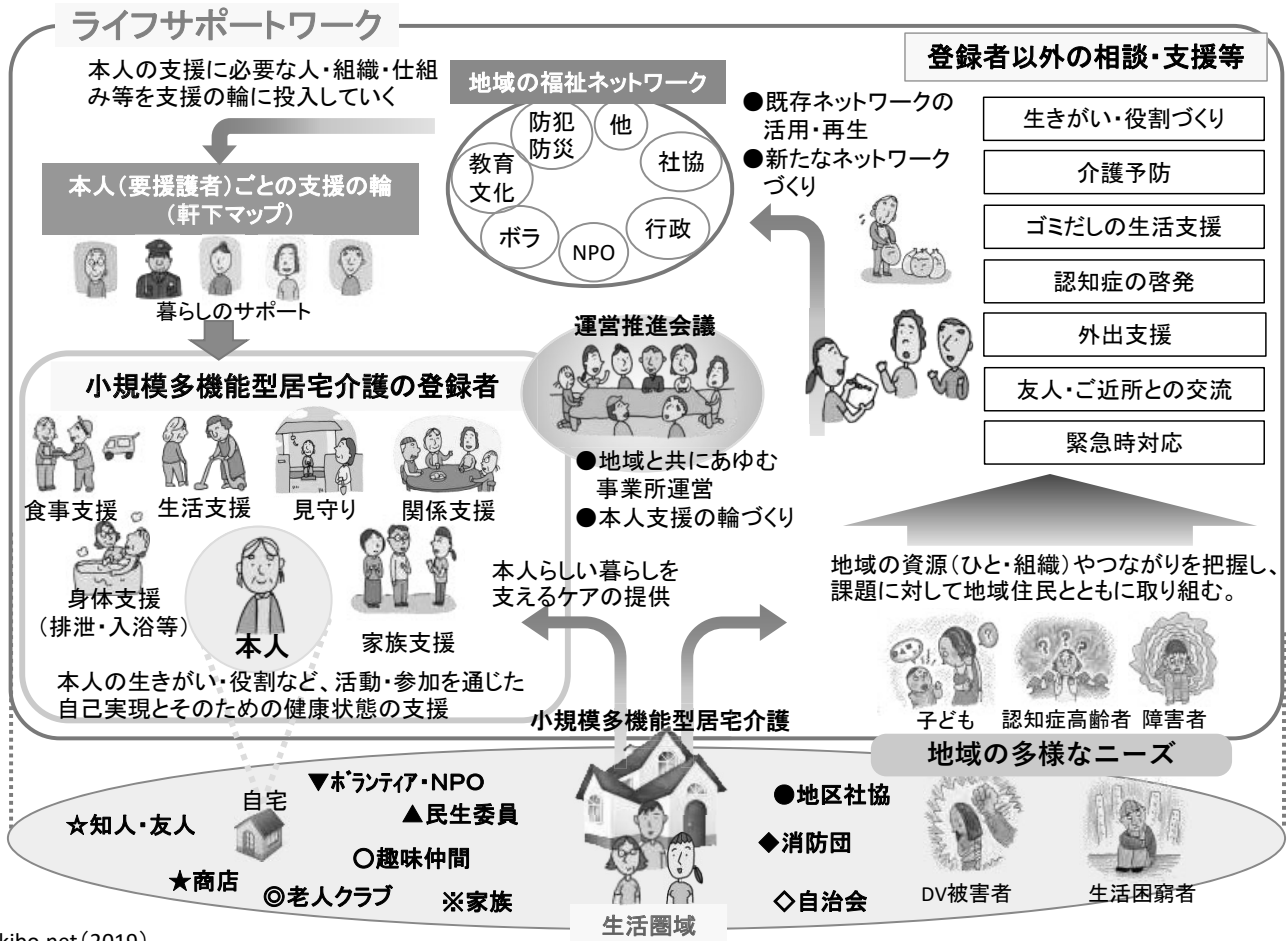 ライフサポートワーク
本人の支援に必要な人・組織・仕組
み等を支援の輪に投入していく
本人（要援護者）ごとの支援の輪
（軒下マップ）
暮らしのサポート
地域の福祉ネットワーク
防犯
防災
他
教育
文化
社協
ボラ
NPO
行政
●既存ネットワークの
活用・再生
●新たなネットワーク
づくり
登録者以外の相談・支援等
生きがい・役割づくり
介護予防
ゴミだしの生活支援
認知症の啓発
外出支援
友人・ご近所との交流
緊急時対応
小規模多機能型居宅介護の登録者
食事支援
生活支援
見守り
関係支援
身体支援
（排泄・入浴等）
本人
家族支援
本人の生きがい・役割など、活動・参加を通じた
自己実現とそのための健康状態の支援
運営推進会議
●地域と共にあゆむ
事業所運営
●本人支援の輪づくり
本人らしい暮らしを
支えるケアの提供
地域の資源（ひと・組織）やつながりを把握し、
課題に対して地域住民とともに取り組む。
?
? ? ?
子ども
認知症高齢者
障害者
地域の多様なニーズ
小規模多機能型居宅介護
自宅
▼ボランティア・NPO
▲民生委員
☆知人・友人
○趣味仲間
★商店
◎老人クラブ
※家族
生活圏域
●地区社協
◆消防団
◇自治会
DV被害者
生活困窮者
(2019)